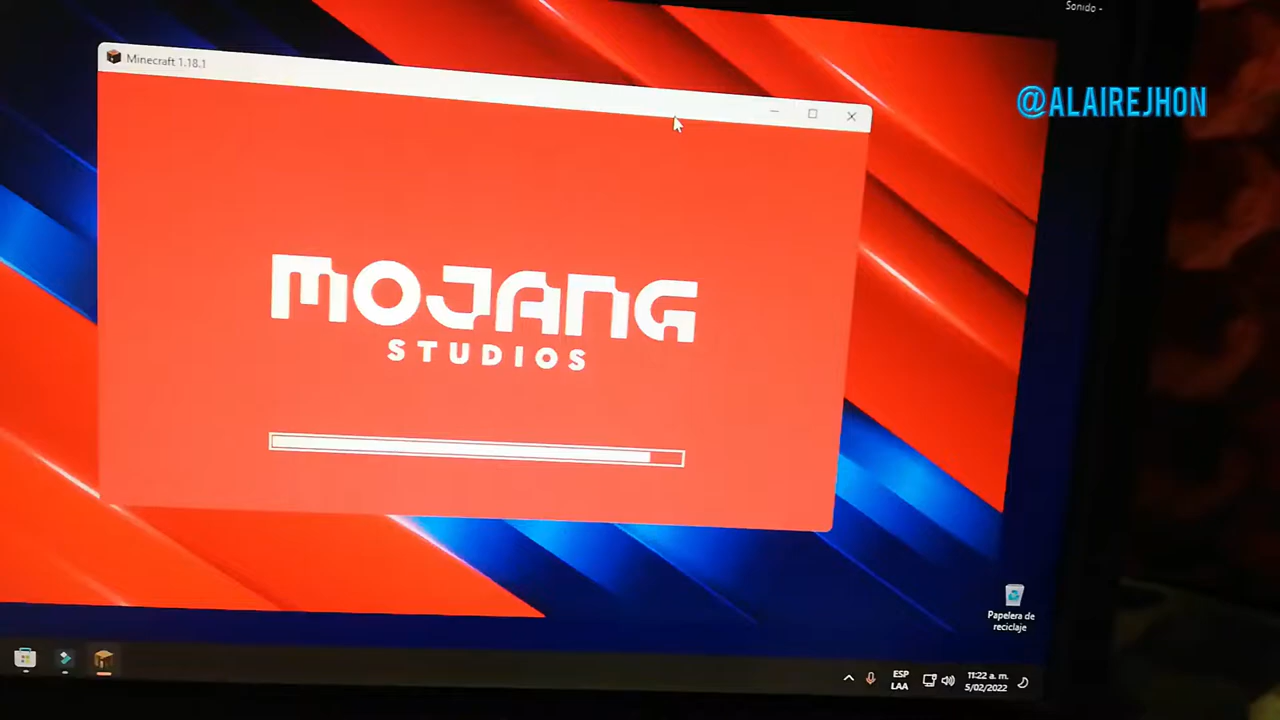 Sonido -
Minecraft 1.18.1
@ALAIREJHON
MOJANG
STUDIOS
Papelera de
reciclaje
ESP
LAA
11:22 a. m.
5/02/2022